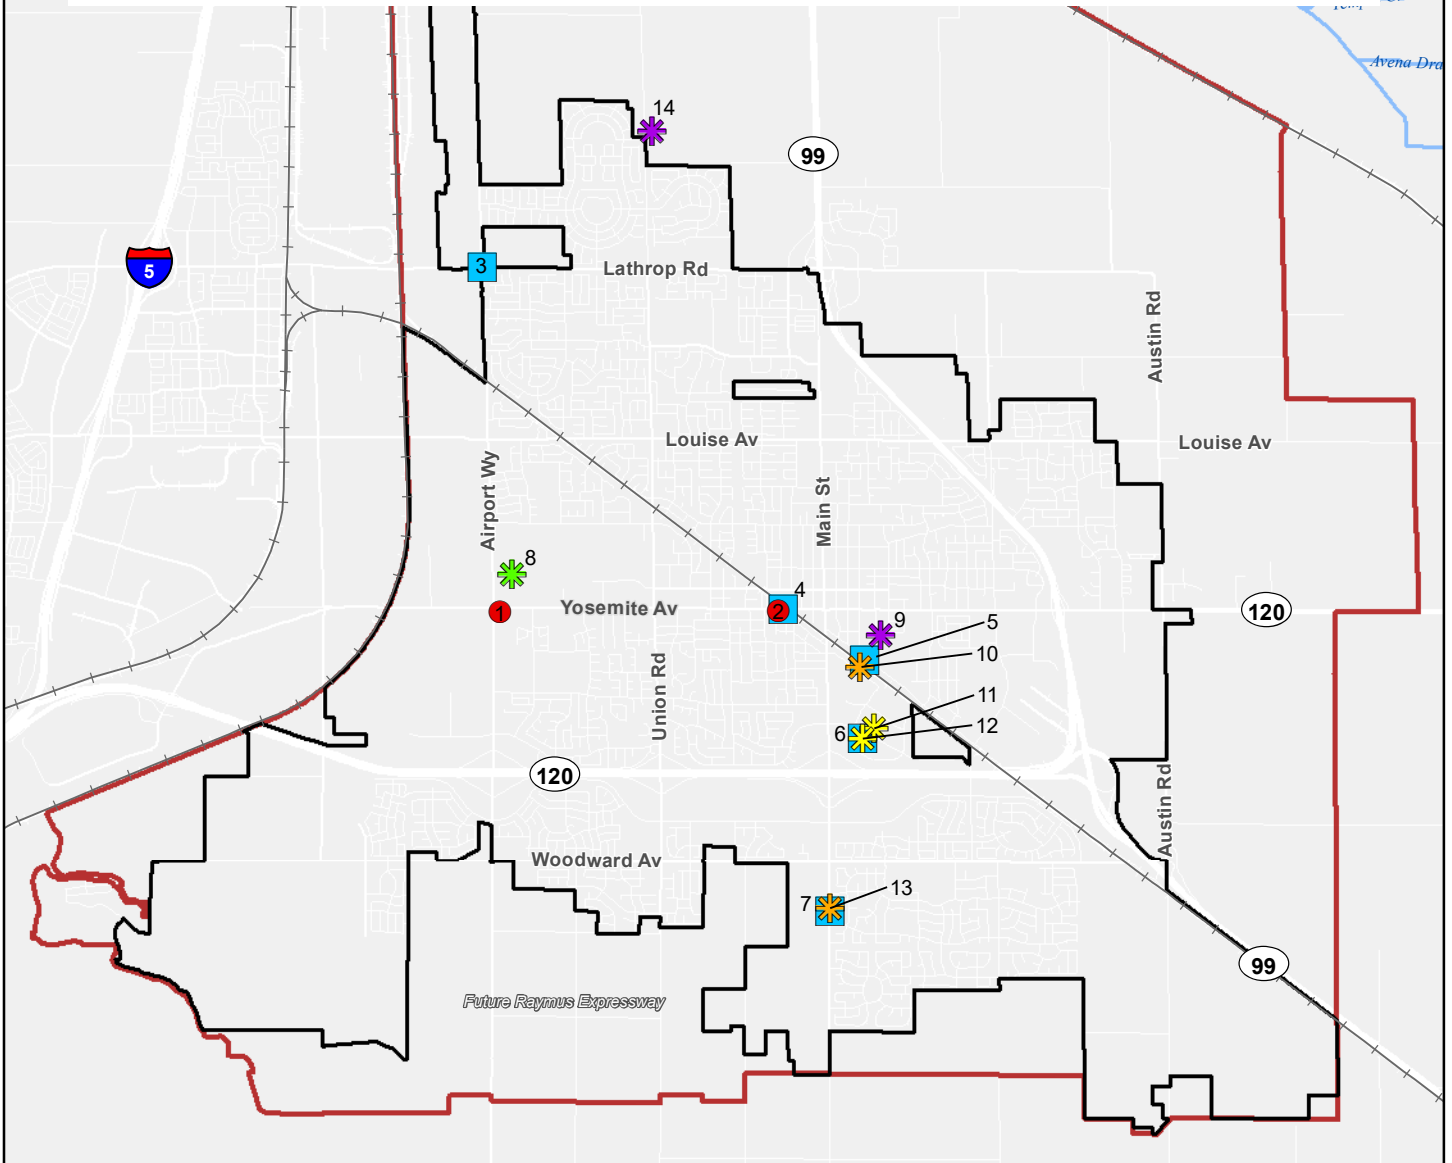 Avena Dra
14
99
5
3
Lathrop Rd
Austin Rd
Louise Av
Louise Av
Airport Wy
Main St
8
4
1
Yosemite Av
2
120
9
5
10
Union Rd
11
6
12
120
Austin Rd
Woodward Av
13
7
99
Future Raymus Expressway